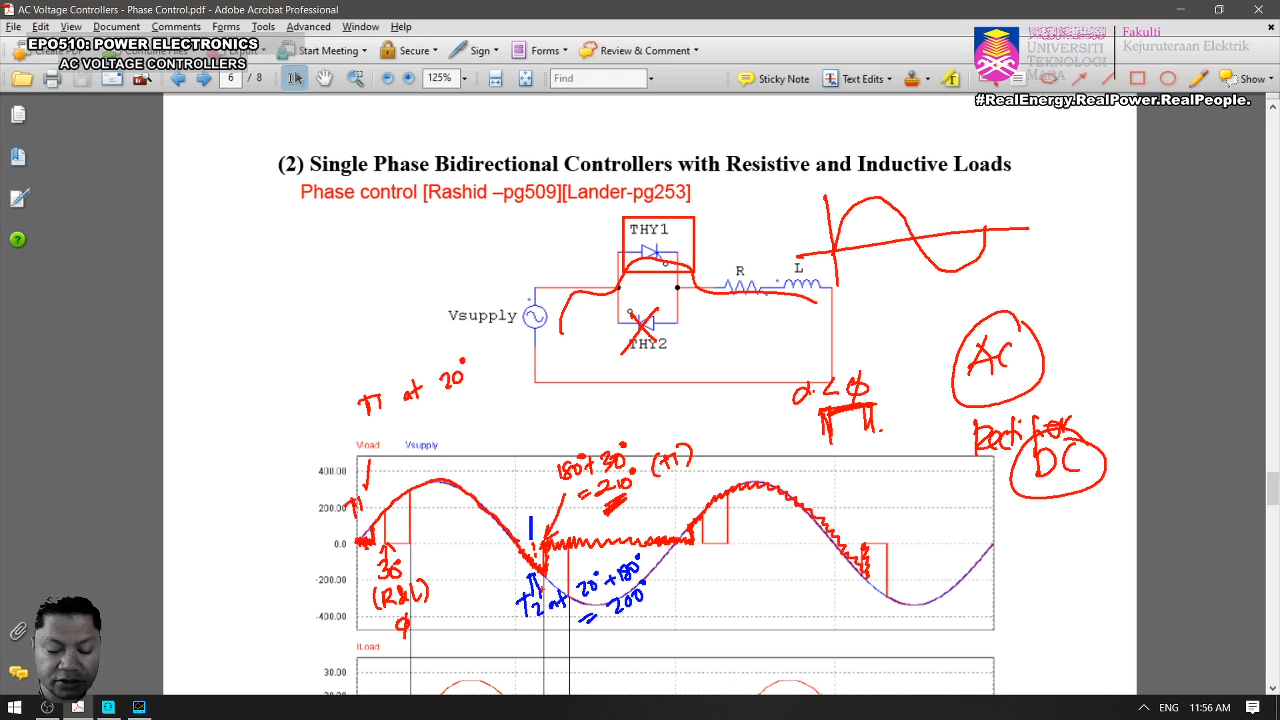 AC Voltage Controllers - Phase Control.pdf - Adobe Acrobat Professional
File Edit View Document Comments Forms Tools Advanced Window Help
EPO510: POWER ELECTRONICS
AC VOLTAGE CONTROLLERS
Start Meeting Secure Sign Forms Review & Comment
6 / 8 125% Find Sticky Note Text Edits Show
Fakulti
Kejuruteraan Elektrik
UNIVERSITI
TEKNOLOGI
MARA
#RealEnergy.RealPower.RealPeople.
(2) Single Phase Bidirectional Controllers with Resistive and Inductive Loads
Phase control [Rashid –pg509][Lander-pg253]
THY1
R L
Vsupply
THY2
α < φ
AC
DC
T1 at 20°
Vload Vsupply
180° + 30° (T1)
= 210°
T1
400.00
200.00
0.0
-200.00
-400.00
(R&L)
φ
T2 at 20° + 180°
= 200°
ILoad
30.00
ENG 11:56 AM